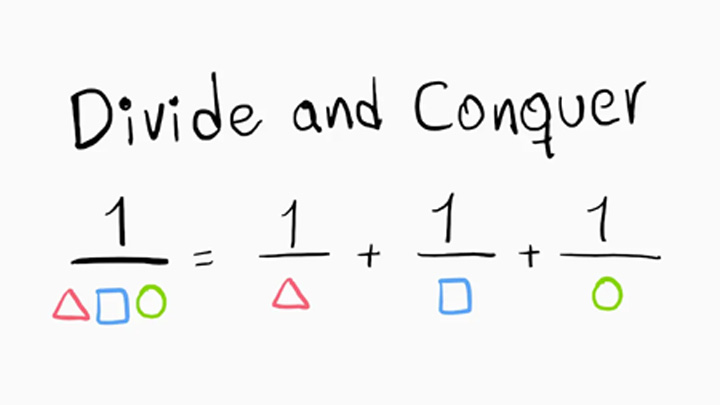 Divide and Conquer
1/△□○ = 1/△ + 1/□ + 1/○